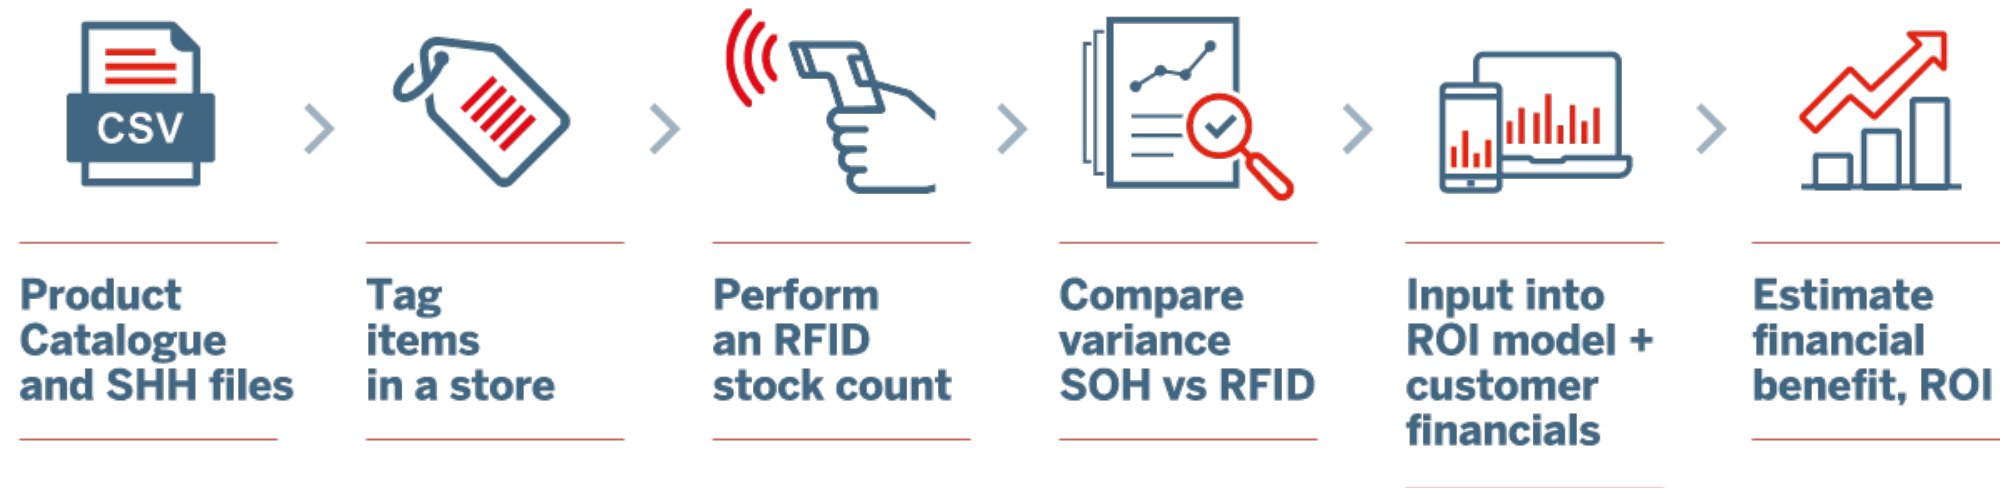 CSV
Product
Catalogue
and SHH files
Tag
items
in a store
Perform
an RFID
stock count
Compare
variance
SOH vs RFID
Input into
ROI model +
customer
financials
Estimate
financial
benefit, ROI